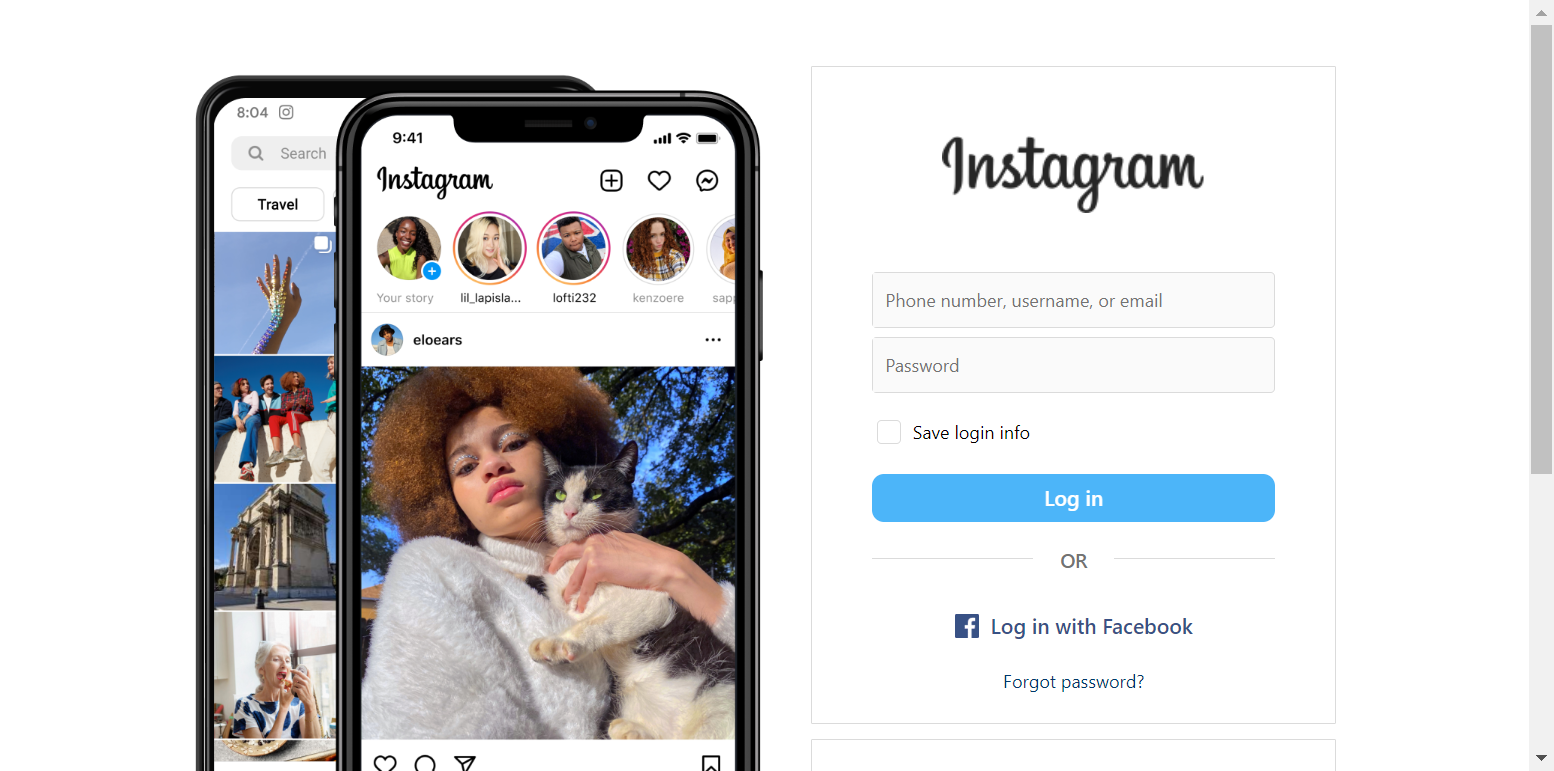 8:04
Search
Travel
9:41
Instagram
Your story
lil_lapisla...
lofti232
kenzoere
sapp
eloears
Instagram
Phone number, username, or email
Password
Save login info
Log in
OR
Log in with Facebook
Forgot password?